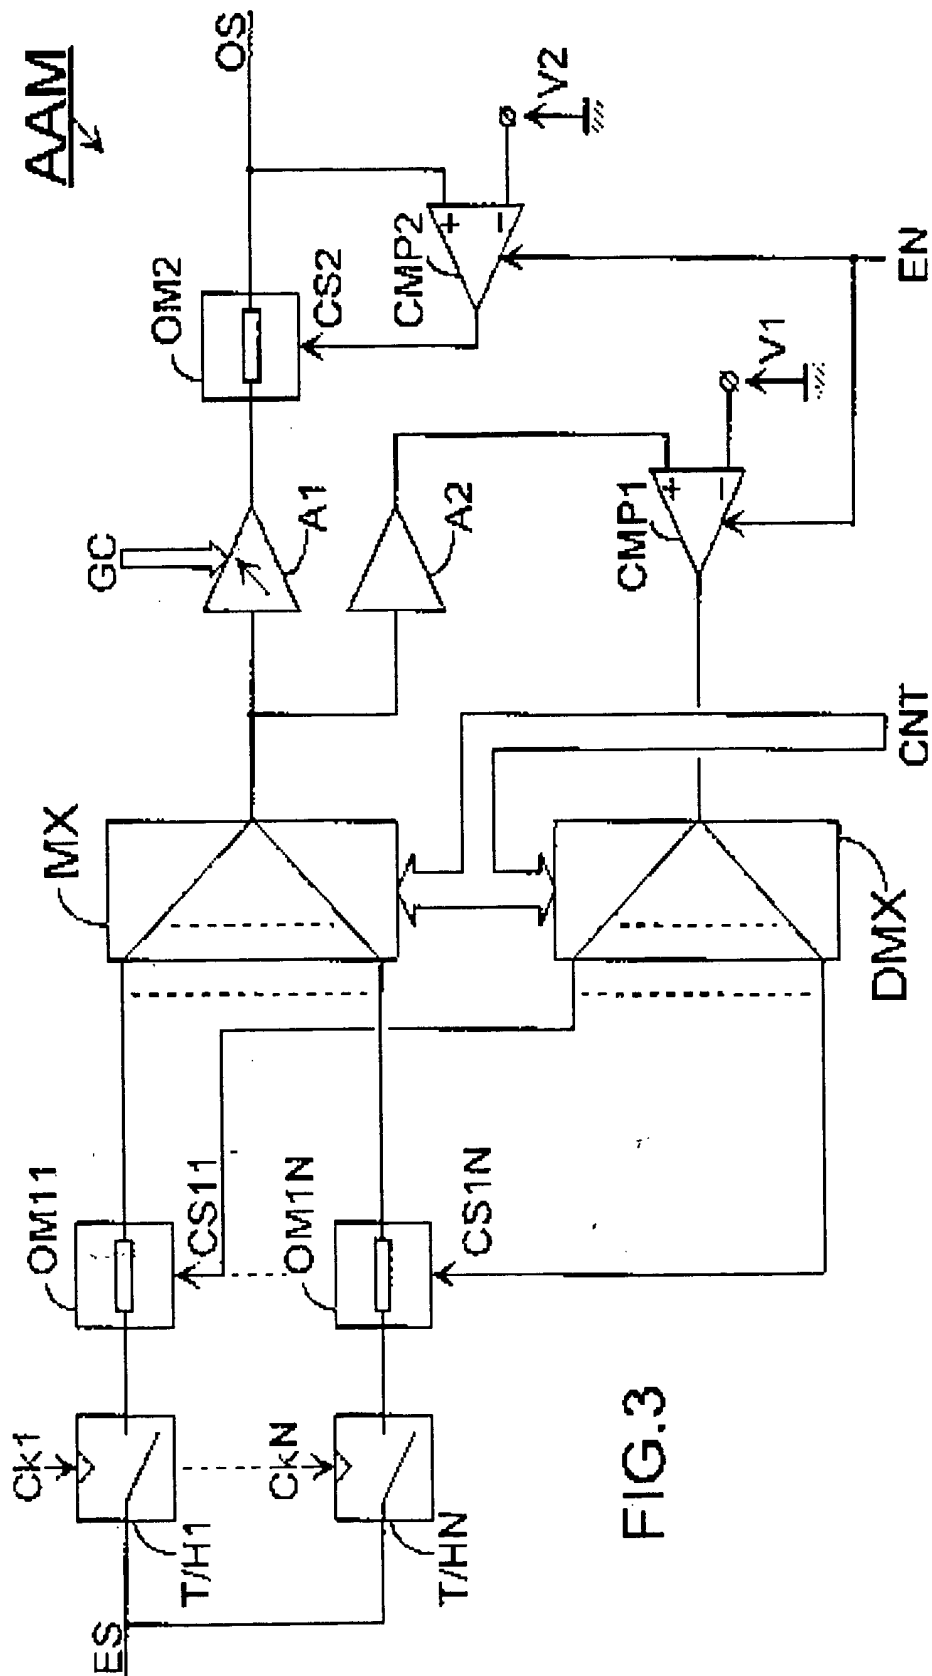 AAM
OS
V2
OM2
CS2
CMP2
+
−
EN
V1
GC
A1
A2
CMP1
+
−
CNT
MX
DMX
OM11
CS11
OM1N
CS1N
Ck1
CkN
T/H1
T/HN
ES
FIG.3